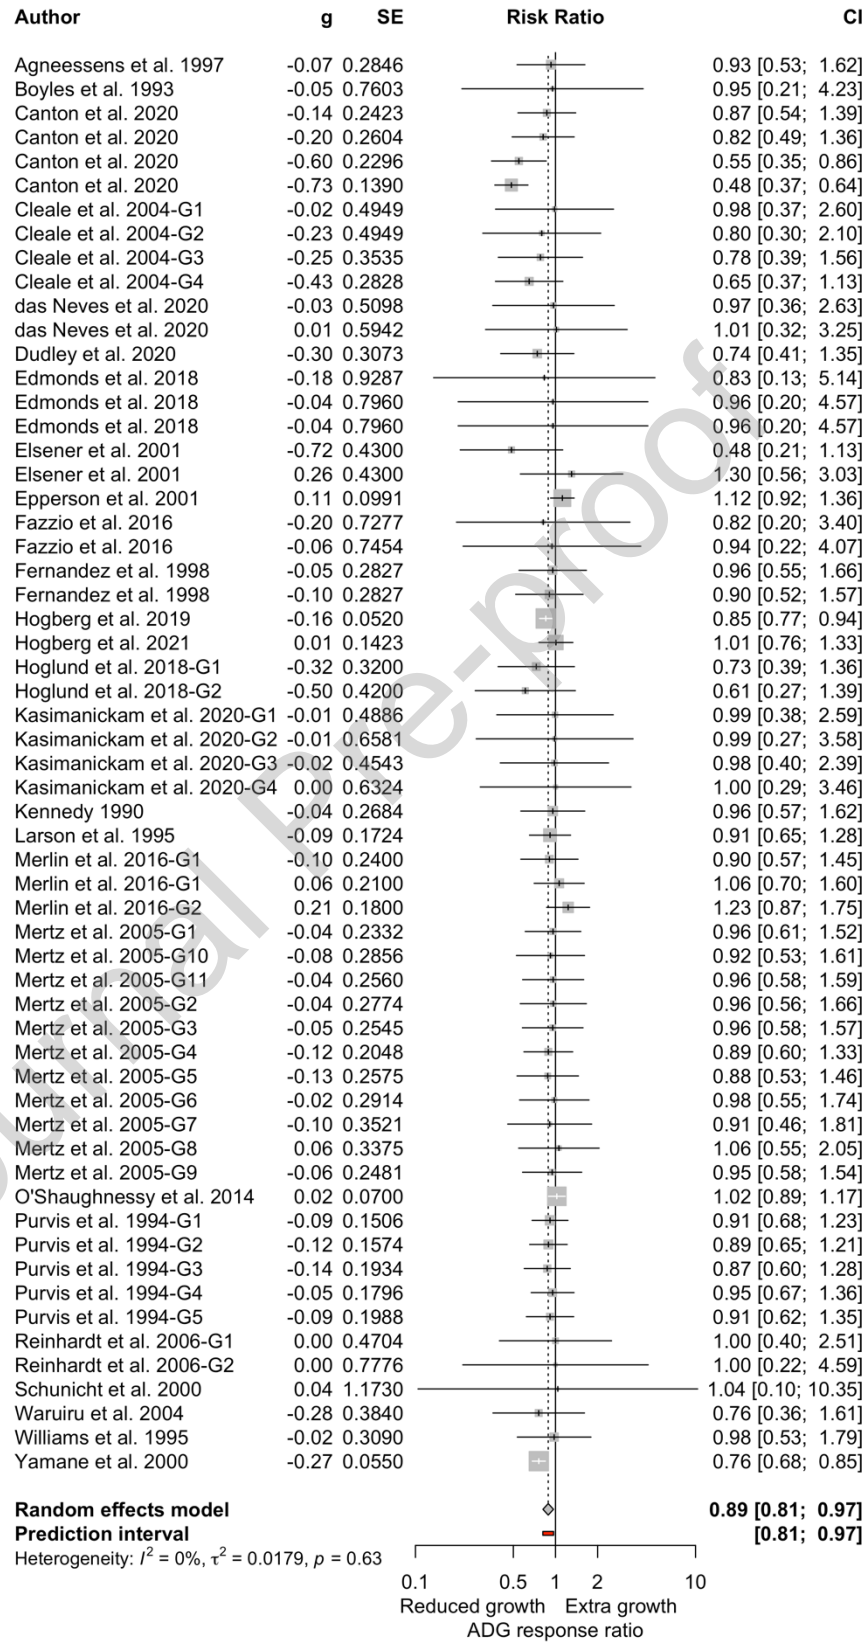 Author g SE Risk Ratio CI
Agneessens et al. 1997 -0.07 0.2846 0.93 [0.53; 1.62]
Boyles et al. 1993 -0.05 0.7603 0.95 [0.21; 4.23]
Canton et al. 2020 -0.14 0.2423 0.87 [0.54; 1.39]
Canton et al. 2020 -0.20 0.2604 0.82 [0.49; 1.36]
Canton et al. 2020 -0.60 0.2296 0.55 [0.35; 0.86]
Canton et al. 2020 -0.73 0.1390 0.48 [0.37; 0.64]
Cleale et al. 2004-G1 -0.02 0.4949 0.98 [0.37; 2.60]
Cleale et al. 2004-G2 -0.23 0.4949 0.80 [0.30; 2.10]
Cleale et al. 2004-G3 -0.25 0.3535 0.78 [0.39; 1.56]
Cleale et al. 2004-G4 -0.43 0.2828 0.65 [0.37; 1.13]
das Neves et al. 2020 -0.03 0.5098 0.97 [0.36; 2.63]
das Neves et al. 2020 0.01 0.5942 1.01 [0.32; 3.25]
Dudley et al. 2020 -0.30 0.3073 0.74 [0.41; 1.35]
Edmonds et al. 2018 -0.18 0.9287 0.83 [0.13; 5.14]
Edmonds et al. 2018 -0.04 0.7960 0.96 [0.20; 4.57]
Edmonds et al. 2018 -0.04 0.7960 0.96 [0.20; 4.57]
Elsener et al. 2001 -0.72 0.4300 0.48 [0.21; 1.13]
Elsener et al. 2001 0.26 0.4300 1.30 [0.56; 3.03]
Epperson et al. 2001 0.11 0.0991 1.12 [0.92; 1.36]
Fazzio et al. 2016 -0.20 0.7277 0.82 [0.20; 3.40]
Fazzio et al. 2016 -0.06 0.7454 0.94 [0.22; 4.07]
Fernandez et al. 1998 -0.05 0.2827 0.96 [0.55; 1.66]
Fernandez et al. 1998 -0.10 0.2827 0.90 [0.52; 1.57]
Hogberg et al. 2019 -0.16 0.0520 0.85 [0.77; 0.94]
Hogberg et al. 2021 0.01 0.1423 1.01 [0.76; 1.33]
Hoglund et al. 2018-G1 -0.32 0.3200 0.73 [0.39; 1.36]
Hoglund et al. 2018-G2 -0.50 0.4200 0.61 [0.27; 1.39]
Kasimanickam et al. 2020-G1 -0.01 0.4886 0.99 [0.38; 2.59]
Kasimanickam et al. 2020-G2 -0.01 0.6581 0.99 [0.27; 3.58]
Kasimanickam et al. 2020-G3 -0.02 0.4543 0.98 [0.40; 2.39]
Kasimanickam et al. 2020-G4 0.00 0.6324 1.00 [0.29; 3.46]
Kennedy 1990 -0.04 0.2684 0.96 [0.57; 1.62]
Larson et al. 1995 -0.09 0.1724 0.91 [0.65; 1.28]
Merlin et al. 2016-G1 -0.10 0.2400 0.90 [0.57; 1.45]
Merlin et al. 2016-G1 0.06 0.2100 1.06 [0.70; 1.60]
Merlin et al. 2016-G2 0.21 0.1800 1.23 [0.87; 1.75]
Mertz et al. 2005-G1 -0.04 0.2332 0.96 [0.61; 1.52]
Mertz et al. 2005-G10 -0.08 0.2856 0.92 [0.53; 1.61]
Mertz et al. 2005-G11 -0.04 0.2560 0.96 [0.58; 1.59]
Mertz et al. 2005-G2 -0.04 0.2774 0.96 [0.56; 1.66]
Mertz et al. 2005-G3 -0.05 0.2545 0.96 [0.58; 1.57]
Mertz et al. 2005-G4 -0.12 0.2048 0.89 [0.60; 1.33]
Mertz et al. 2005-G5 -0.13 0.2575 0.88 [0.53; 1.46]
Mertz et al. 2005-G6 -0.02 0.2914 0.98 [0.55; 1.74]
Mertz et al. 2005-G7 -0.10 0.3521 0.91 [0.46; 1.81]
Mertz et al. 2005-G8 0.06 0.3375 1.06 [0.55; 2.05]
Mertz et al. 2005-G9 -0.06 0.2481 0.95 [0.58; 1.54]
O'Shaughnessy et al. 2014 0.02 0.0700 1.02 [0.89; 1.17]
Purvis et al. 1994-G1 -0.09 0.1506 0.91 [0.68; 1.23]
Purvis et al. 1994-G2 -0.12 0.1574 0.89 [0.65; 1.21]
Purvis et al. 1994-G3 -0.14 0.1934 0.87 [0.60; 1.28]
Purvis et al. 1994-G4 -0.05 0.1796 0.95 [0.67; 1.36]
Purvis et al. 1994-G5 -0.09 0.1988 0.91 [0.62; 1.35]
Reinhardt et al. 2006-G1 0.00 0.4704 1.00 [0.40; 2.51]
Reinhardt et al. 2006-G2 0.00 0.7776 1.00 [0.22; 4.59]
Schunicht et al. 2000 0.04 1.1730 1.04 [0.10; 10.35]
Waruiru et al. 2004 -0.28 0.3840 0.76 [0.36; 1.61]
Williams et al. 1995 -0.02 0.3090 0.98 [0.53; 1.79]
Yamane et al. 2000 -0.27 0.0550 0.76 [0.68; 0.85]
Random effects model 0.89 [0.81; 0.97]
Prediction interval [0.81; 0.97]
Heterogeneity: I² = 0%, τ² = 0.0179, p = 0.63
0.1 0.5 1 2 10
Reduced growth Extra growth
ADG response ratio
Journal Pre-proof